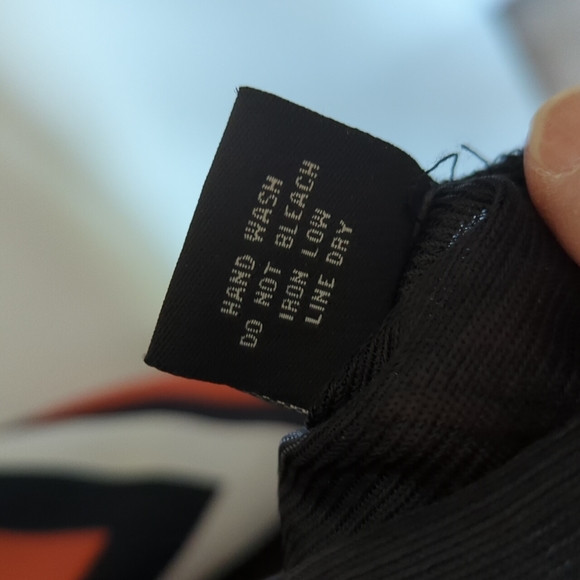 HAND WASH
DO NOT BLEACH
IRON LOW
LINE DRY